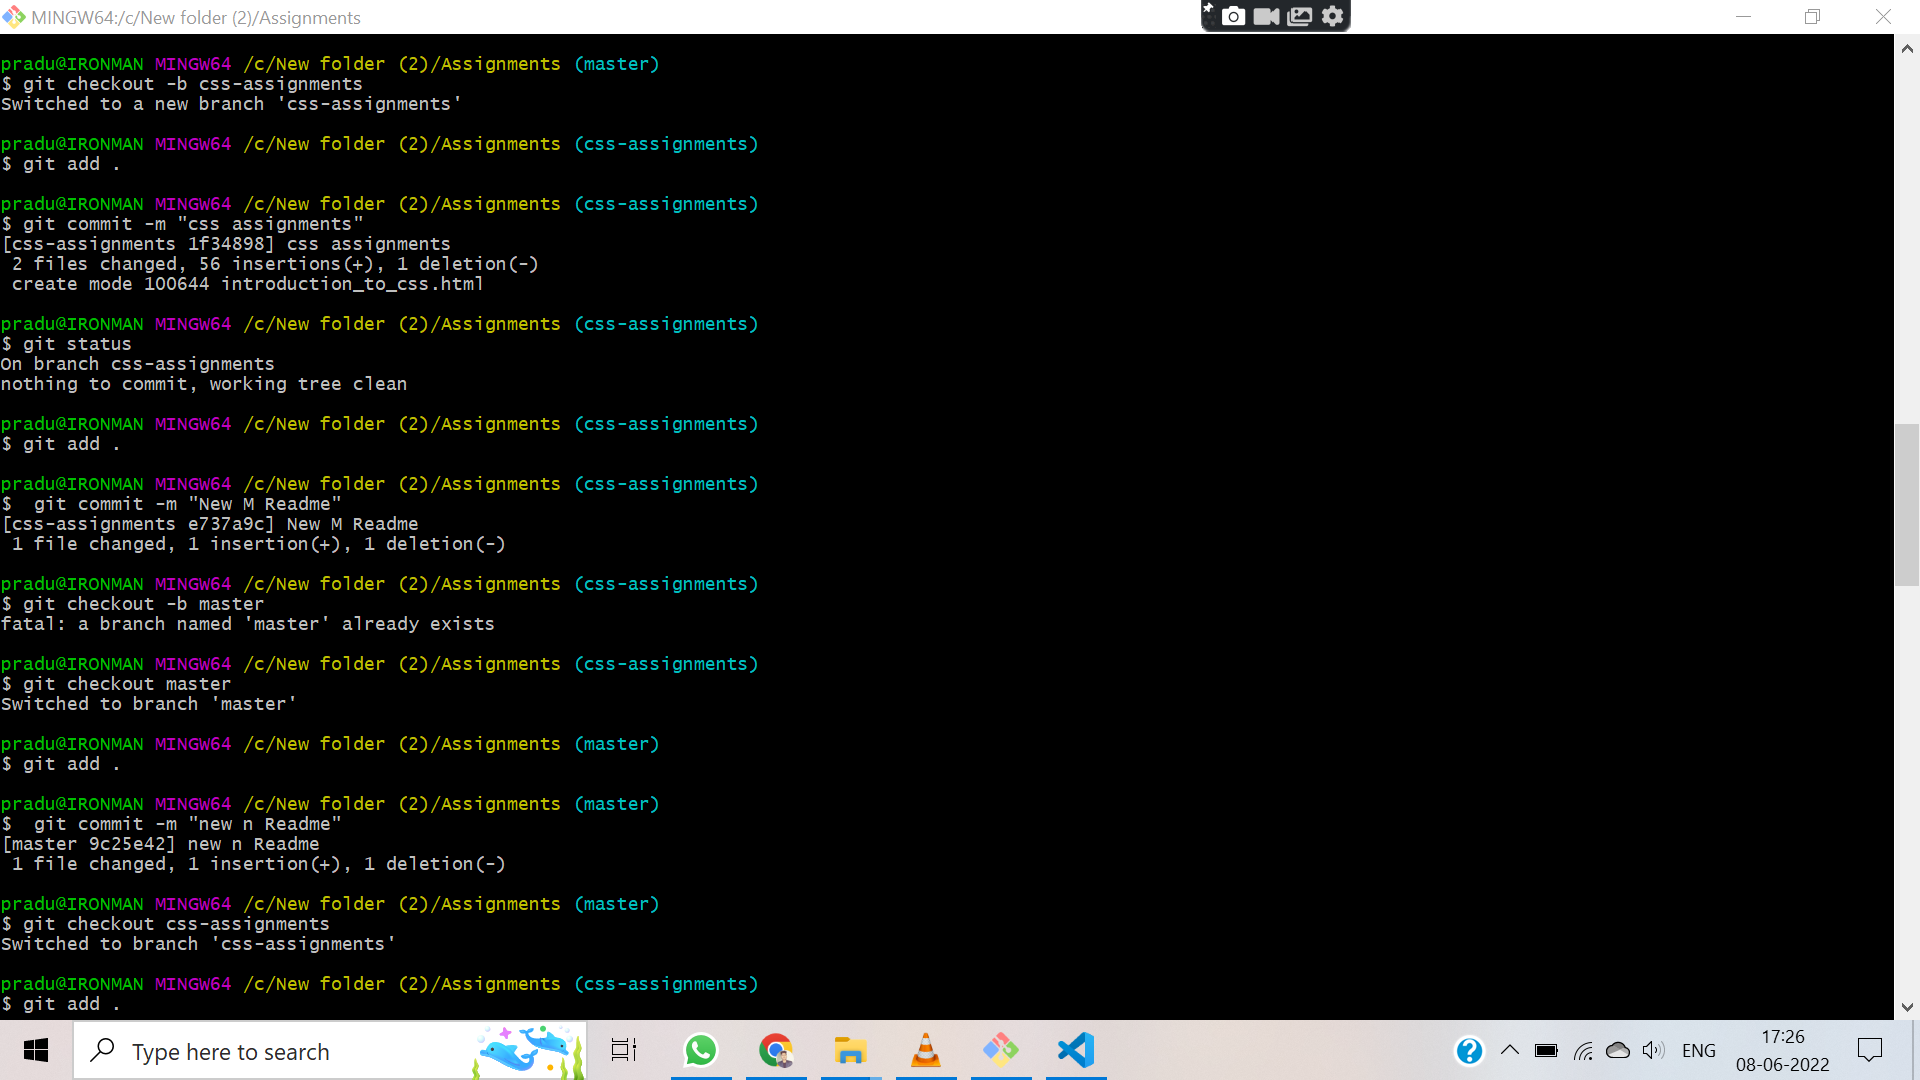 MINGW64:/c/New folder (2)/Assignments
pradu@IRONMAN MINGW64 /c/New folder (2)/Assignments (master)
$ git checkout -b css-assignments
Switched to a new branch 'css-assignments'
pradu@IRONMAN MINGW64 /c/New folder (2)/Assignments (css-assignments)
$ git add .
pradu@IRONMAN MINGW64 /c/New folder (2)/Assignments (css-assignments)
$ git commit -m "css assignments"
[css-assignments 1f34898] css assignments
 2 files changed, 56 insertions(+), 1 deletion(-)
 create mode 100644 introduction_to_css.html
pradu@IRONMAN MINGW64 /c/New folder (2)/Assignments (css-assignments)
$ git status
On branch css-assignments
nothing to commit, working tree clean
pradu@IRONMAN MINGW64 /c/New folder (2)/Assignments (css-assignments)
$ git add .
pradu@IRONMAN MINGW64 /c/New folder (2)/Assignments (css-assignments)
$  git commit -m "New M Readme"
[css-assignments e737a9c] New M Readme
 1 file changed, 1 insertion(+), 1 deletion(-)
pradu@IRONMAN MINGW64 /c/New folder (2)/Assignments (css-assignments)
$ git checkout -b master
fatal: a branch named 'master' already exists
pradu@IRONMAN MINGW64 /c/New folder (2)/Assignments (css-assignments)
$ git checkout master
Switched to branch 'master'
pradu@IRONMAN MINGW64 /c/New folder (2)/Assignments (master)
$ git add .
pradu@IRONMAN MINGW64 /c/New folder (2)/Assignments (master)
$  git commit -m "new n Readme"
[master 9c25e42] new n Readme
 1 file changed, 1 insertion(+), 1 deletion(-)
pradu@IRONMAN MINGW64 /c/New folder (2)/Assignments (master)
$ git checkout css-assignments
Switched to branch 'css-assignments'
pradu@IRONMAN MINGW64 /c/New folder (2)/Assignments (css-assignments)
$ git add .
Type here to search
ENG
17:26
08-06-2022